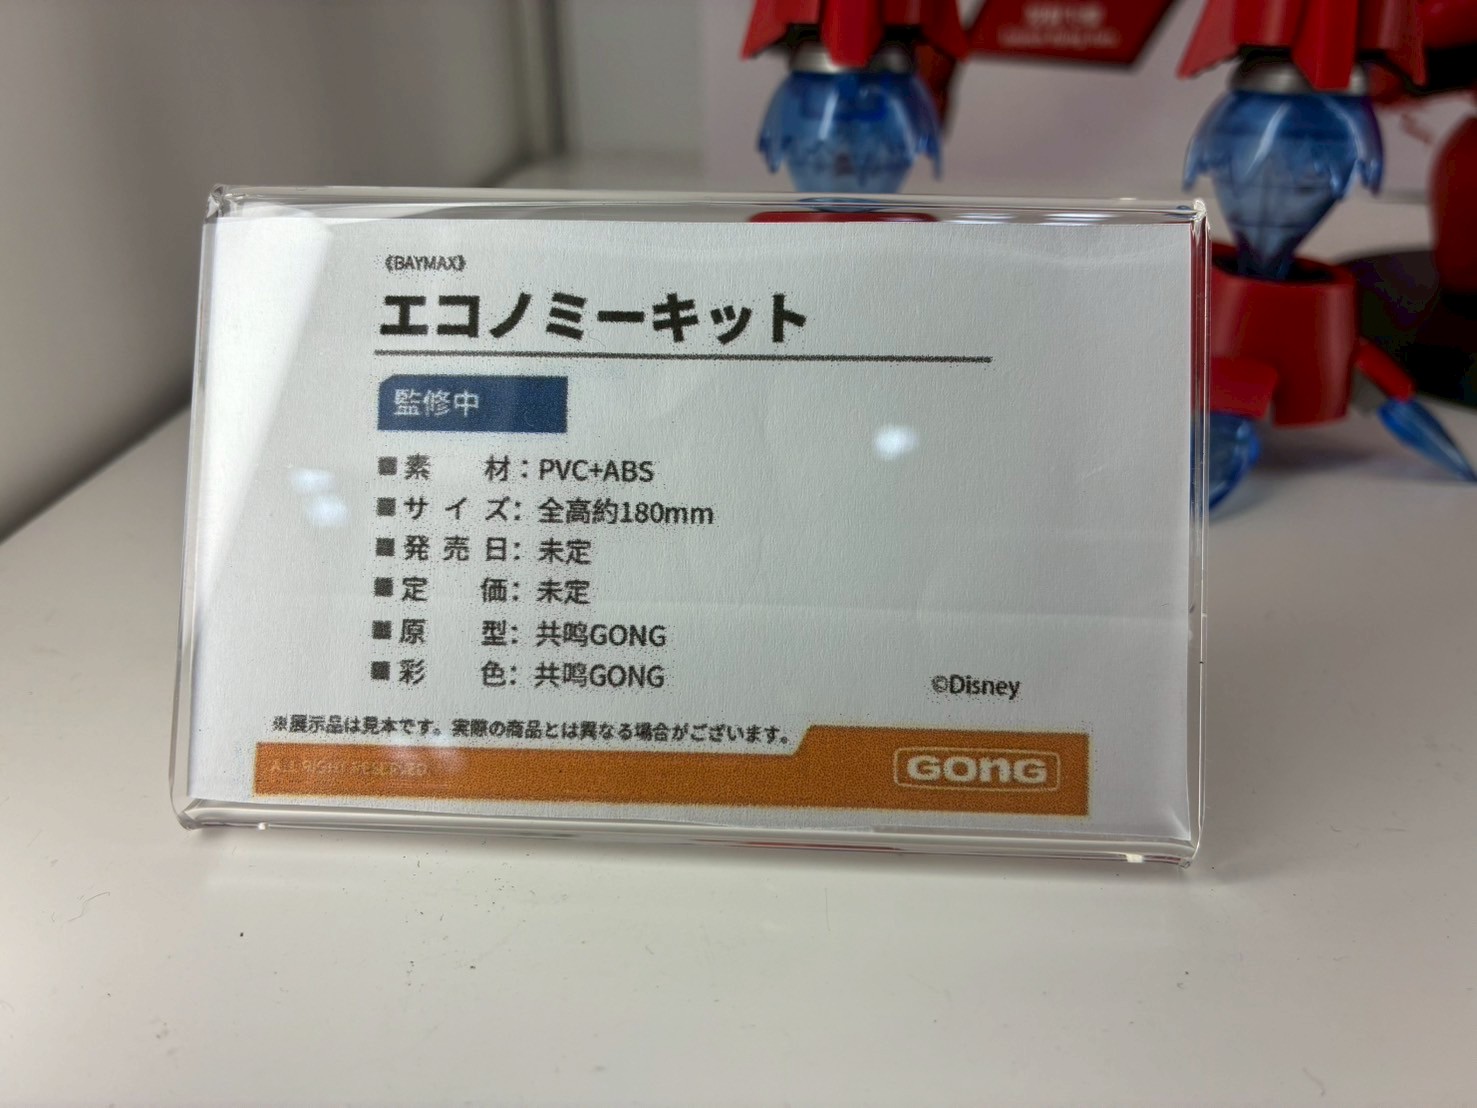 《BAYMAX》
エコノミーキット
監修中
■素　　材：PVC+ABS
■サ イ ズ：全高約180mm
■発 売 日：未定
■定　　価：未定
■原　　型：共鸣GONG
■彩　　色：共鸣GONG
©Disney
※展示品は見本です。実際の商品とは異なる場合がございます。
ALL RIGHT RESERVED
GONG